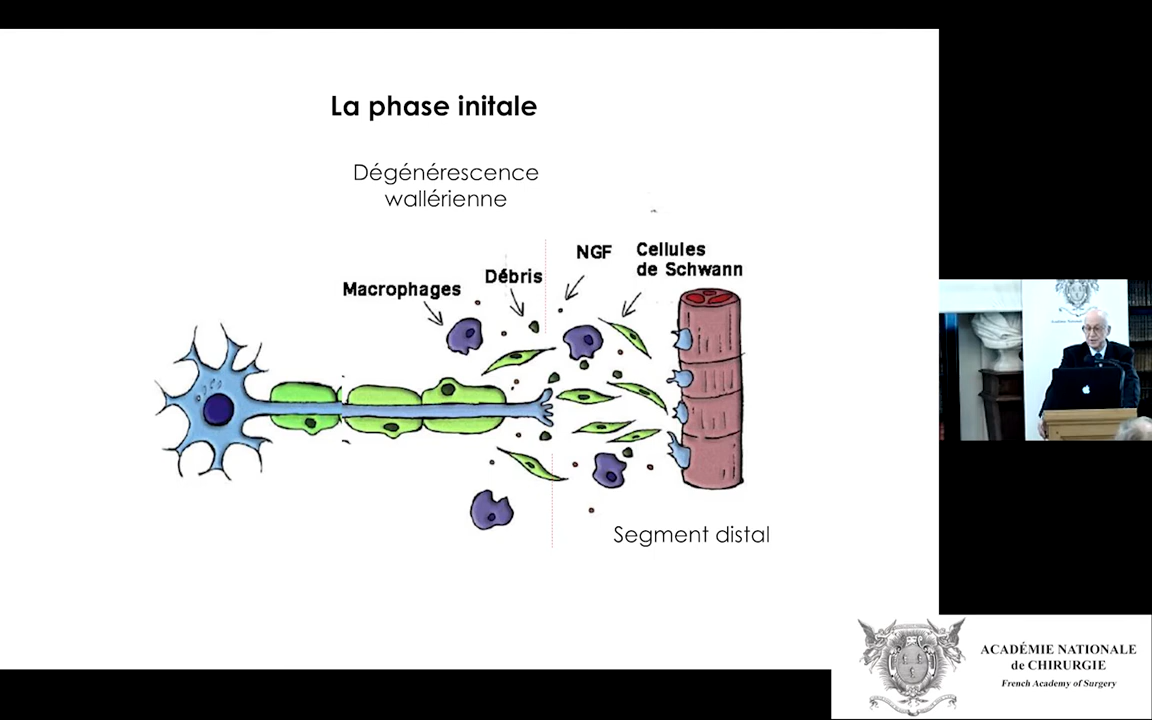 La phase initale
Dégénérescence
wallérienne
NGF
Cellules
de Schwann
Débris
Macrophages
Segment distal
ACADÉMIE NATIONALE
de CHIRURGIE
French Academy of Surgery